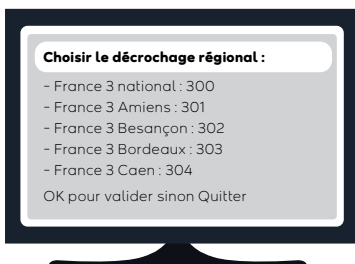 Choisir le décrochage régional :
- France 3 national : 300
- France 3 Amiens : 301
- France 3 Besançon : 302
- France 3 Bordeaux : 303
- France 3 Caen : 304
OK pour valider sinon Quitter